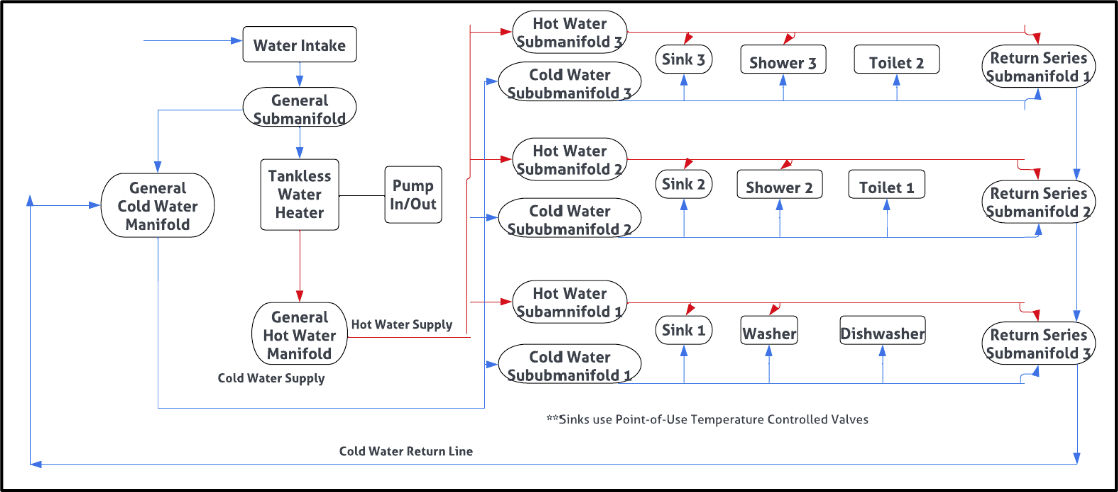 Water Intake
General
Submanifold
General
Cold Water
Manifold
Tankless
Water
Heater
Pump
In/Out
General
Hot Water
Manifold
Hot Water Supply
Cold Water Supply
Hot Water
Submanifold 3
Cold Water
Sububmanifold 3
Sink 3
Shower 3
Toilet 2
Return Series
Submanifold 1
Hot Water
Submanifold 2
Cold Water
Sububmanifold 2
Sink 2
Shower 2
Toilet 1
Return Series
Submanifold 2
Hot Water
Subamnifold 1
Cold Water
Sububmanifold 1
Sink 1
Washer
Dishwasher
Return Series
Submanifold 3
**Sinks use Point-of-Use Temperature Controlled Valves
Cold Water Return Line